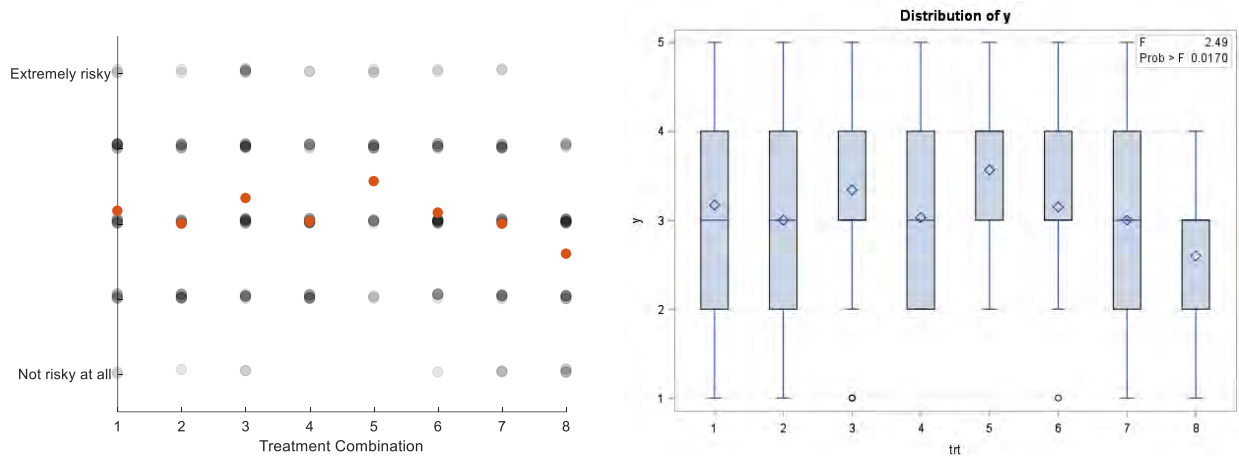 Extremely risky
Not risky at all
1 2 3 4 5 6 7 8
Treatment Combination
Distribution of y
F 2.49
Prob > F 0.0170
5
4
3
2
1
y
1 2 3 4 5 6 7 8
trt